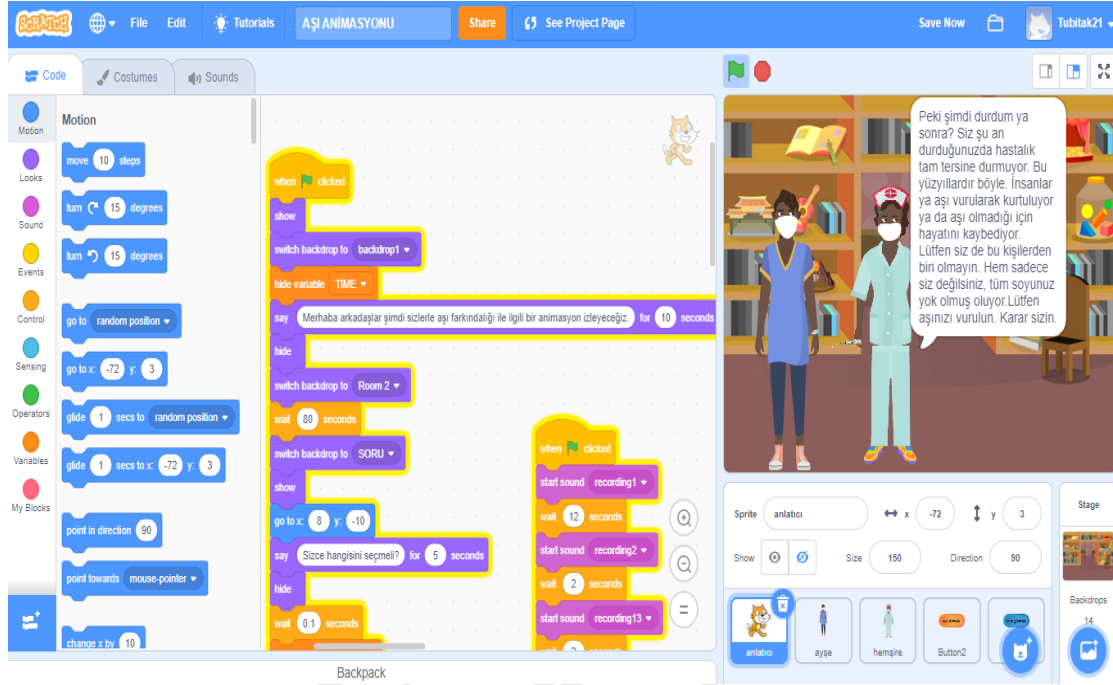 SCRATCH
File
Edit
Tutorials
AŞI ANİMASYONU
Share
See Project Page
Save Now
Tubitak21
Code
Costumes
Sounds
Motion
Looks
Sound
Events
Control
Sensing
Operators
Variables
My Blocks
Motion
move 10 steps
turn 15 degrees
turn 15 degrees
go to random position
go to x: -72 y: 3
glide 1 secs to random position
glide 1 secs to x: -72 y: 3
point in direction 90
point towards mouse-pointer
change x by 10
when clicked
show
switch backdrop to backdrop1
hide variable TİME
say Merhaba arkadaşlar şimdi sizlerle aşı farkındalığı ile ilgili bir animasyon izleyeceğiz. for 10 seconds
hide
switch backdrop to Room 2
wait 80 seconds
switch backdrop to SORU
show
go to x: 8 y: -10
say Sizce hangisini seçmeli? for 5 seconds
hide
wait 0.1 seconds
when clicked
start sound recording1
wait 12 seconds
start sound recording2
wait 2 seconds
start sound recording13
Backpack
Peki şimdi durdum ya
sonra? Siz şu an
durduğunuzda hastalık
tam tersine durmuyor. Bu
yüzyıllardır böyle. İnsanlar
ya aşı vurularak kurtuluyor
ya da aşı olmadığı için
hayatını kaybediyor.
Lütfen siz de bu kişilerden
biri olmayın. Hem sadece
siz değilsiniz, tüm soyunuz
yok olmuş oluyor.Lütfen
aşınızı vurulun. Karar sizin.
Sprite anlatıcı x -72 y 3
Show Size 150 Direction 90
anlatıcı
ayşe
hemşire
Button2
Stage
Backdrops
14